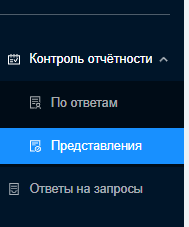 Контроль отчётности
По ответам
Представления
Ответы на запросы